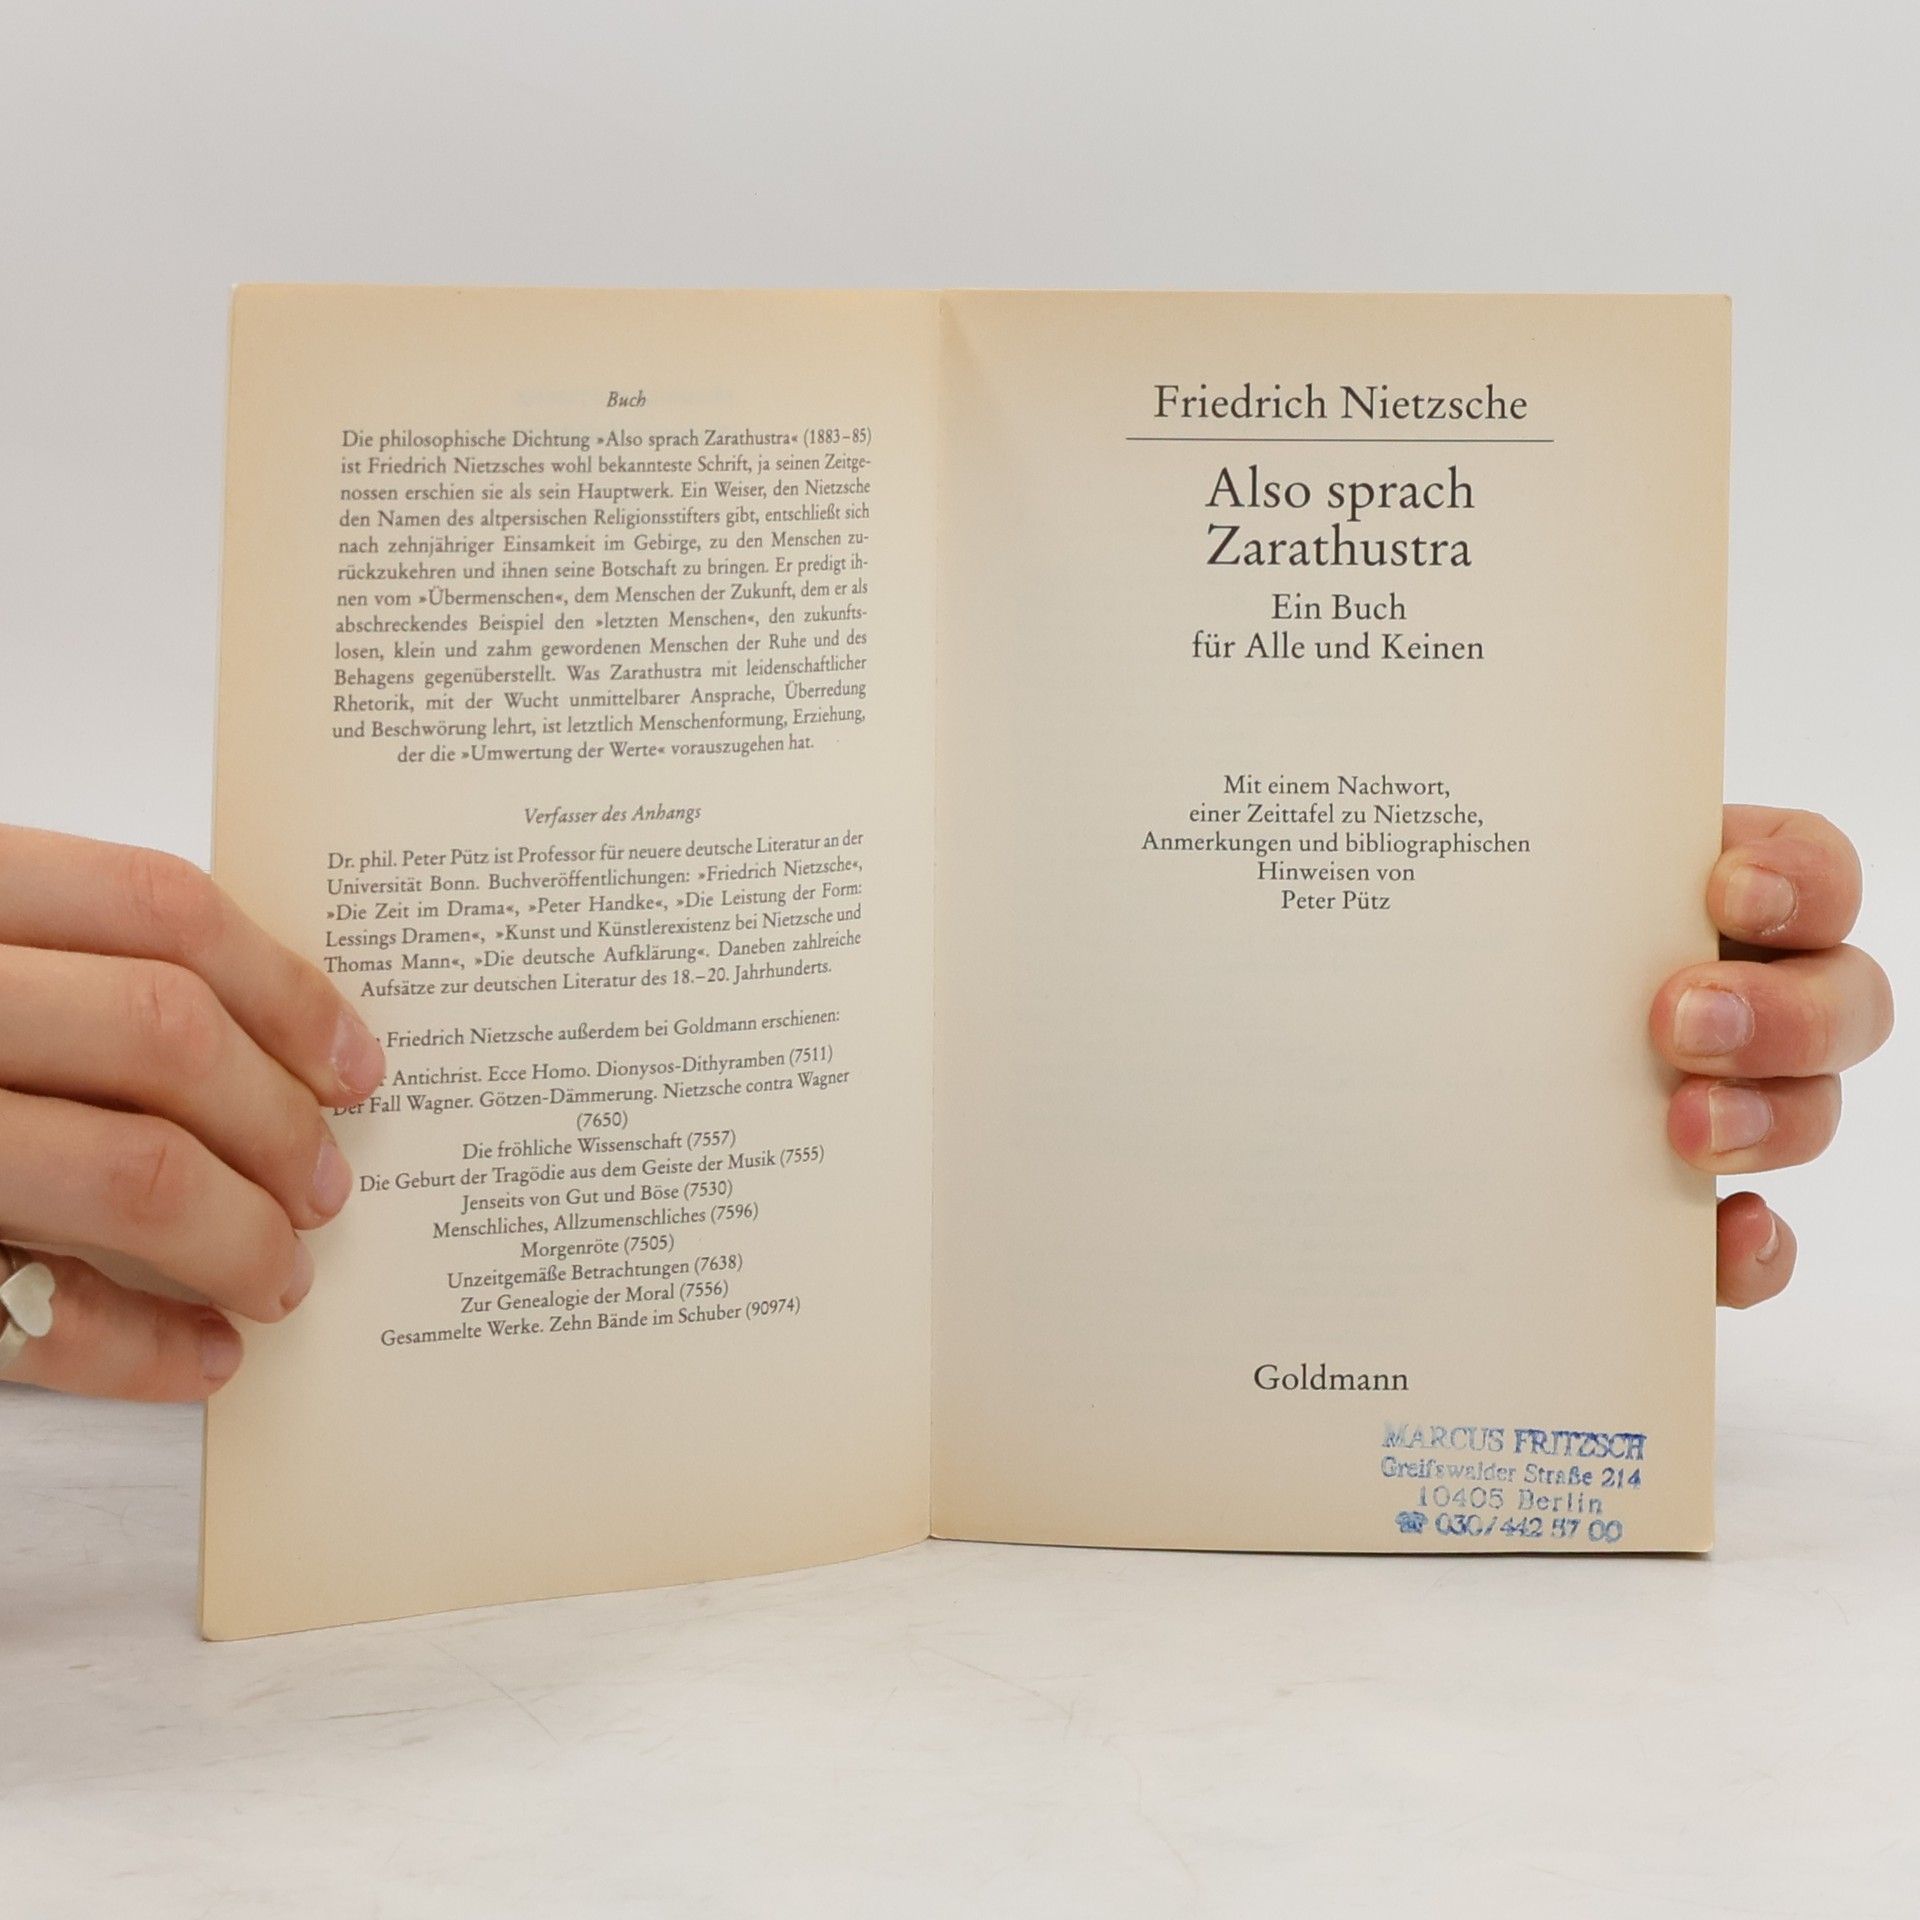 Buch
Die philosophische Dichtung »Also sprach Zarathustra« (1883–85)
ist Friedrich Nietzsches wohl bekannteste Schrift, ja seinen Zeitge-
nossen erschien sie als sein Hauptwerk. Ein Weiser, den Nietzsche
den Namen des altpersischen Religionsstifters gibt, entschließt sich
nach zehnjähriger Einsamkeit im Gebirge, zu den Menschen zu-
rückzukehren und ihnen seine Botschaft zu bringen. Er predigt ih-
nen vom »Übermenschen«, dem Menschen der Zukunft, dem er als
abschreckendes Beispiel den »letzten Menschen«, den zukunfts-
losen, klein und zahm gewordenen Menschen der Ruhe und des
Behagens gegenüberstellt. Was Zarathustra mit leidenschaftlicher
Rhetorik, mit der Wucht unmittelbarer Ansprache, Überredung
und Beschwörung lehrt, ist letztlich Menschenformung, Erziehung,
der die »Umwertung der Werte« vorauszugehen hat.
Verfasser des Anhangs
Dr. phil. Peter Pütz ist Professor für neuere deutsche Literatur an der
Universität Bonn. Buchveröffentlichungen: »Friedrich Nietzsche«,
»Die Zeit im Drama«, »Peter Handke«, »Die Leistung der Form:
Lessings Dramen«, »Kunst und Künstlerexistenz bei Nietzsche und
Thomas Mann«, »Die deutsche Aufklärung«. Daneben zahlreiche
Aufsätze zur deutschen Literatur des 18.–20. Jahrhunderts.
Friedrich Nietzsche außerdem bei Goldmann erschienen:
Antichrist. Ecce Homo. Dionysos-Dithyramben (7511)
Der Fall Wagner. Götzen-Dämmerung. Nietzsche contra Wagner
(7650)
Die fröhliche Wissenschaft (7557)
Die Geburt der Tragödie aus dem Geiste der Musik (7555)
Jenseits von Gut und Böse (7530)
Menschliches, Allzumenschliches (7596)
Morgenröte (7505)
Unzeitgemäße Betrachtungen (7638)
Zur Genealogie der Moral (7556)
Gesammelte Werke. Zehn Bände im Schuber (90974)
Friedrich Nietzsche
Also sprach
Zarathustra
Ein Buch
für Alle und Keinen
Mit einem Nachwort,
einer Zeittafel zu Nietzsche,
Anmerkungen und bibliographischen
Hinweisen von
Peter Pütz
Goldmann
MARCUS FRITZSCH
Greifswalder Straße 214
10405 Berlin
☎ 030/442 57 00